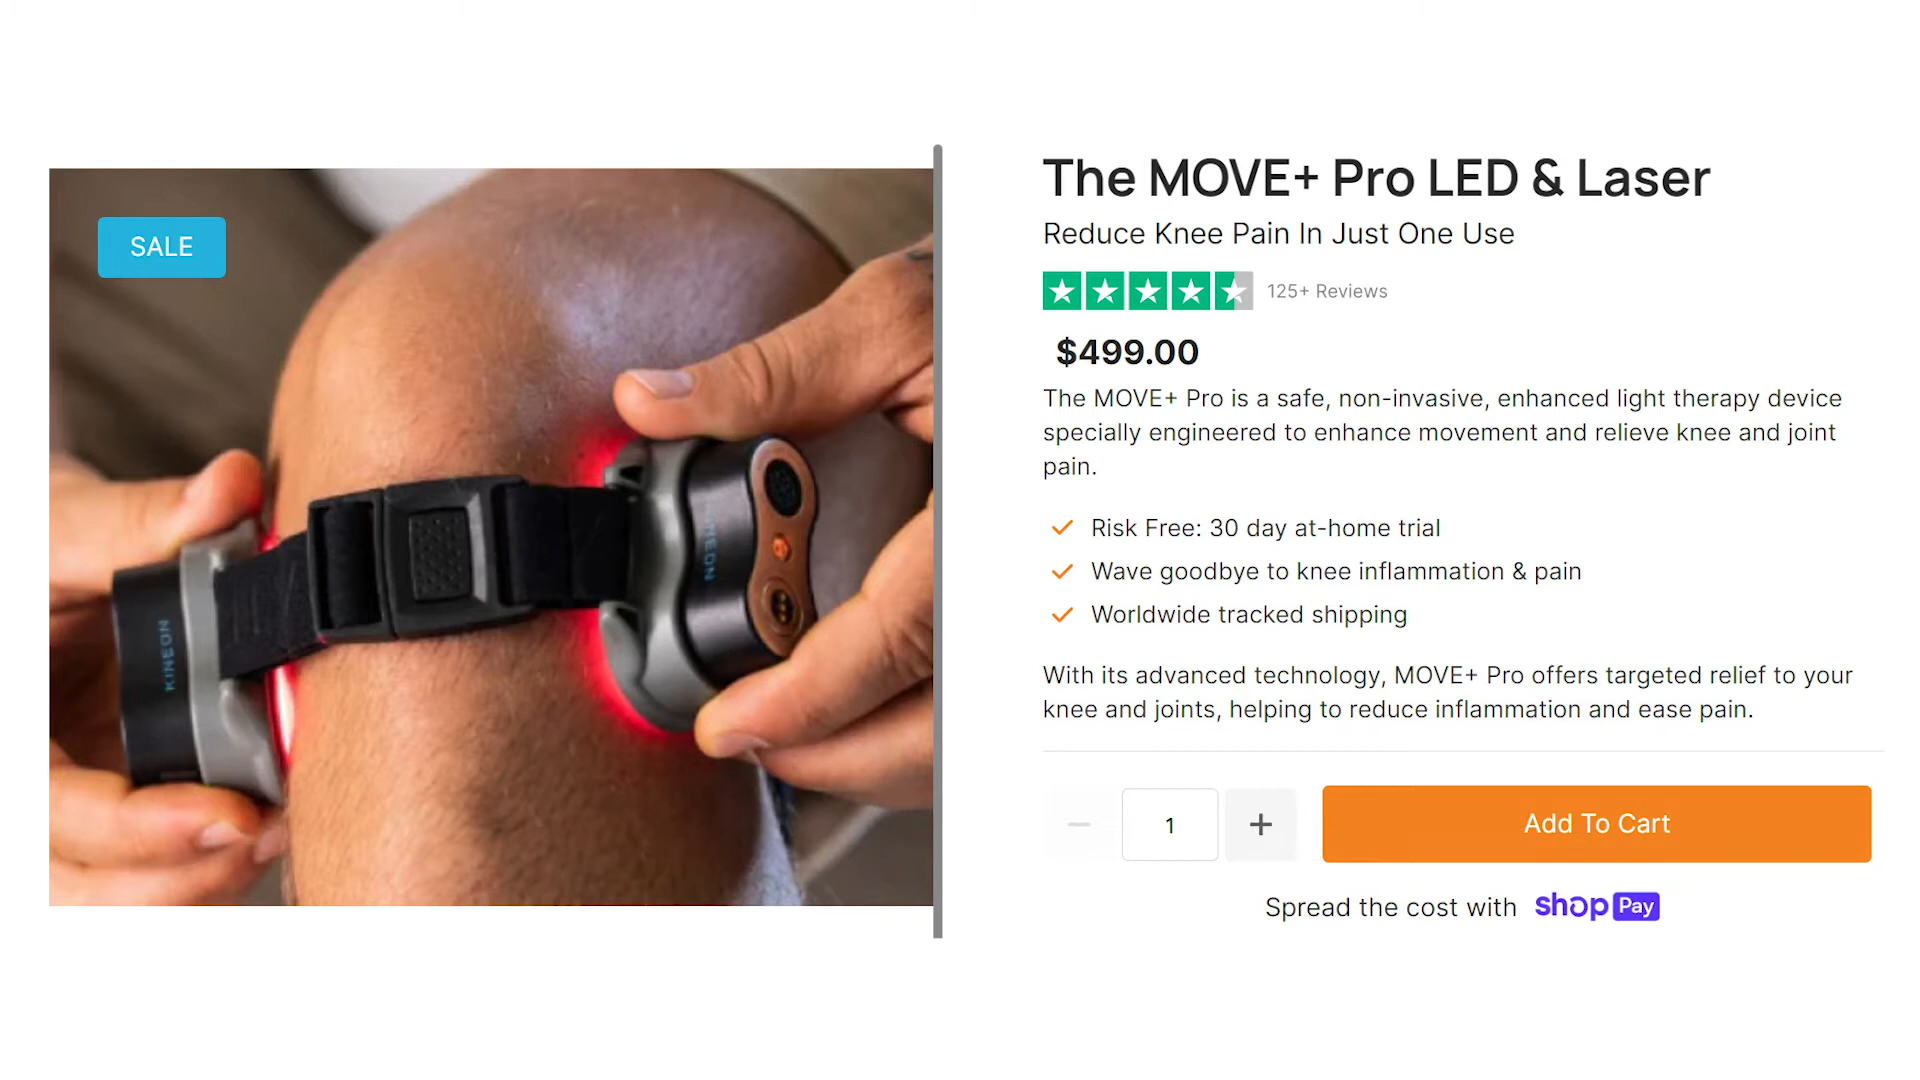 SALE
KINEON
KINEON
The MOVE+ Pro LED & Laser
Reduce Knee Pain In Just One Use
125+ Reviews
$499.00
The MOVE+ Pro is a safe, non-invasive, enhanced light therapy device
specially engineered to enhance movement and relieve knee and joint
pain.
Risk Free: 30 day at-home trial
Wave goodbye to knee inflammation & pain
Worldwide tracked shipping
With its advanced technology, MOVE+ Pro offers targeted relief to your
knee and joints, helping to reduce inflammation and ease pain.
1
Add To Cart
Spread the cost with shop Pay